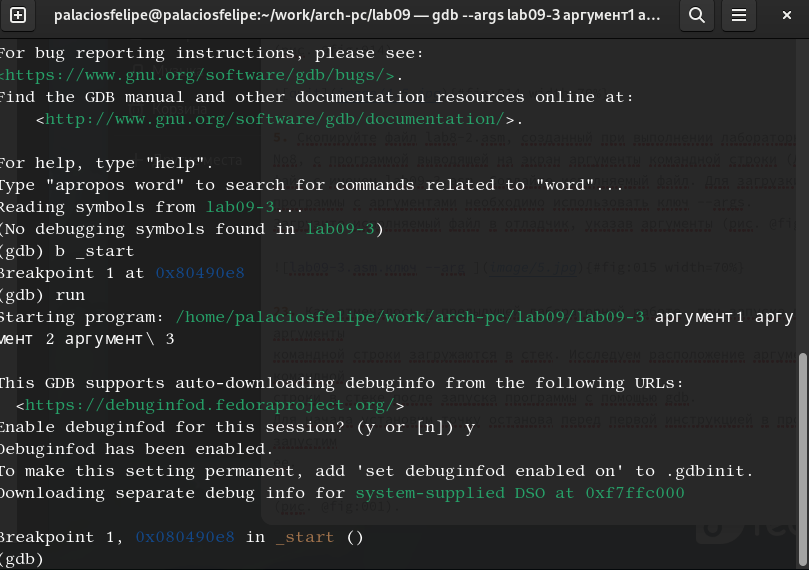 palaciosfelipe@palaciosfelipe:~/work/arch-pc/lab09 — gdb --args lab09-3 аргумент1 а...
For bug reporting instructions, please see:
<https://www.gnu.org/software/gdb/bugs/>.
Find the GDB manual and other documentation resources online at:
<http://www.gnu.org/software/gdb/documentation/>.
For help, type "help".
Type "apropos word" to search for commands related to "word"...
Reading symbols from lab09-3...
(No debugging symbols found in lab09-3)
(gdb) b _start
Breakpoint 1 at 0x80490e8
(gdb) run
Starting program: /home/palaciosfelipe/work/arch-pc/lab09/lab09-3 аргумент1 аргу
мент 2 аргумент\ 3
This GDB supports auto-downloading debuginfo from the following URLs:
<https://debuginfod.fedoraproject.org/>
Enable debuginfod for this session? (y or [n]) y
Debuginfod has been enabled.
To make this setting permanent, add 'set debuginfod enabled on' to .gdbinit.
Downloading separate debug info for system-supplied DSO at 0xf7ffc000
Breakpoint 1, 0x080490e8 in _start ()
(gdb)